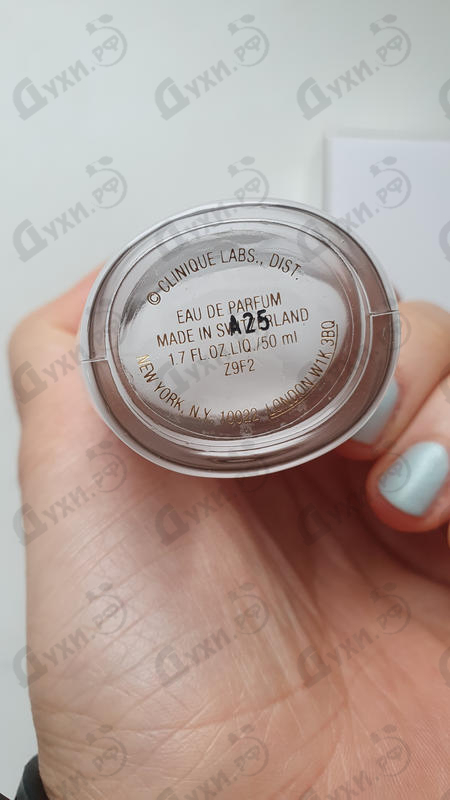 © CLINIQUE LABS., DIST.
EAU DE PARFUM
MADE IN SWITZERLAND
A25
1.7 FL.OZ.LIQ./50 ml
Z9F2
NEW YORK, N.Y. 10022 LONDON W1K 3BQ
Духи.рф